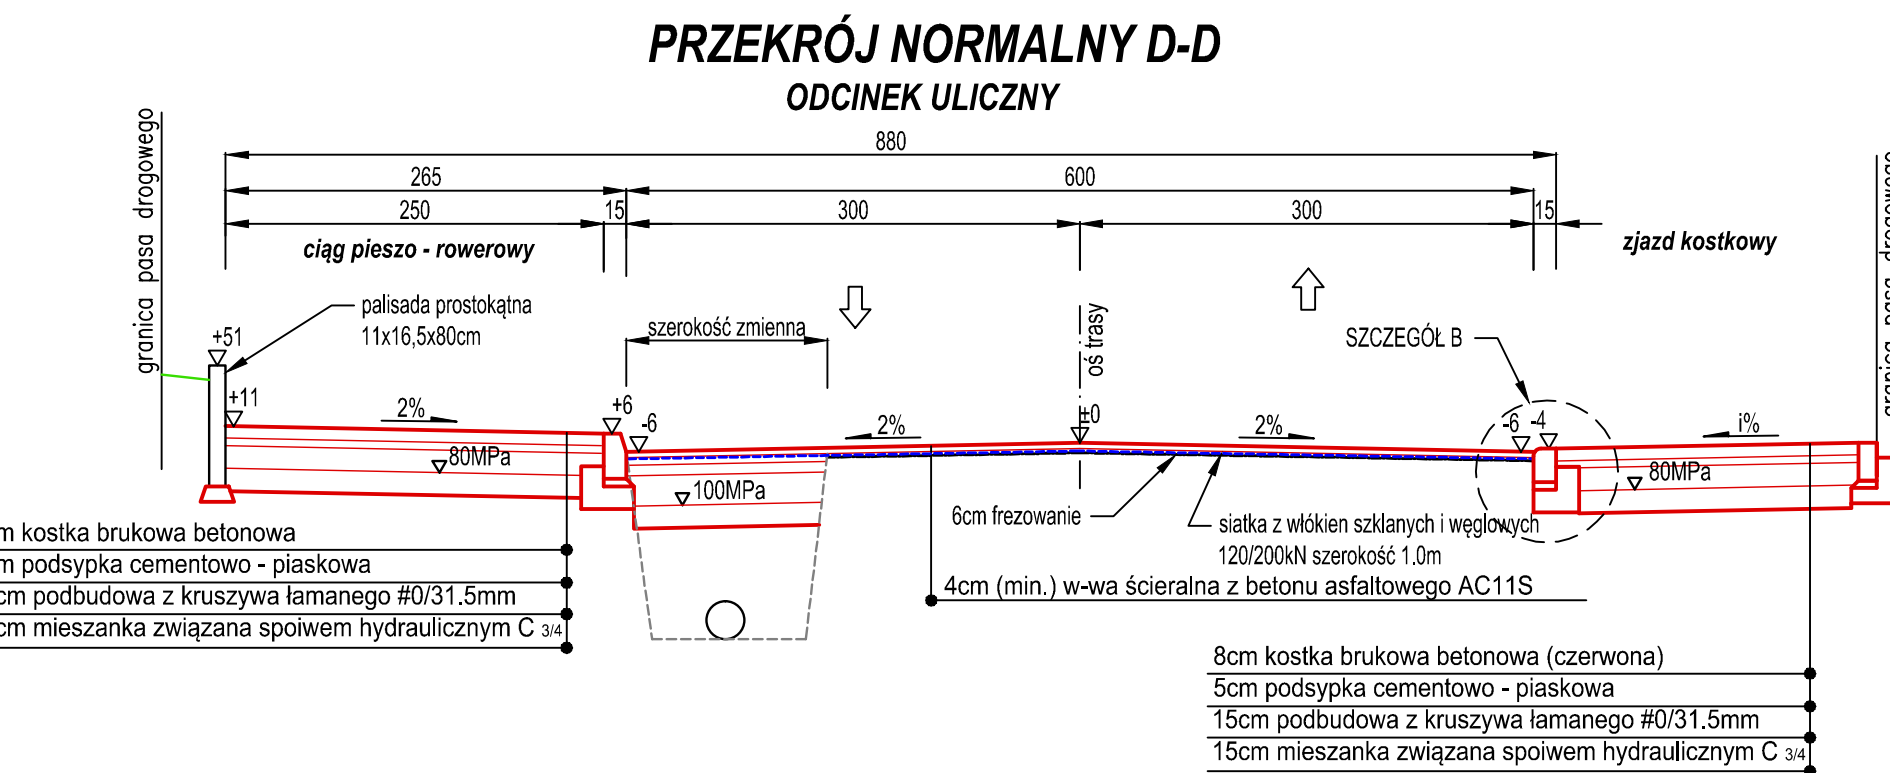 PRZEKRÓJ NORMALNY D-D
ODCINEK ULICZNY
granica pasa drogowego
880
265
600
250
15
300
300
15
ciąg pieszo - rowerowy
zjazd kostkowy
granica pasa drogowego
palisada prostokątna
11x16,5x80cm
szerokość zmienna
oś trasy
SZCZEGÓŁ B
+51
+11
2%
+6
-6
2%
±0
2%
-6
-4
i%
80MPa
100MPa
80MPa
6cm frezowanie
siatka z włókien szklanych i węglowych
120/200kN szerokość 1.0m
4cm (min.) w-wa ścieralna z betonu asfaltowego AC11S
m kostka brukowa betonowa
m podsypka cementowo - piaskowa
cm podbudowa z kruszywa łamanego #0/31.5mm
cm mieszanka związana spoiwem hydraulicznym C 3/4
8cm kostka brukowa betonowa (czerwona)
5cm podsypka cementowo - piaskowa
15cm podbudowa z kruszywa łamanego #0/31.5mm
15cm mieszanka związana spoiwem hydraulicznym C 3/4